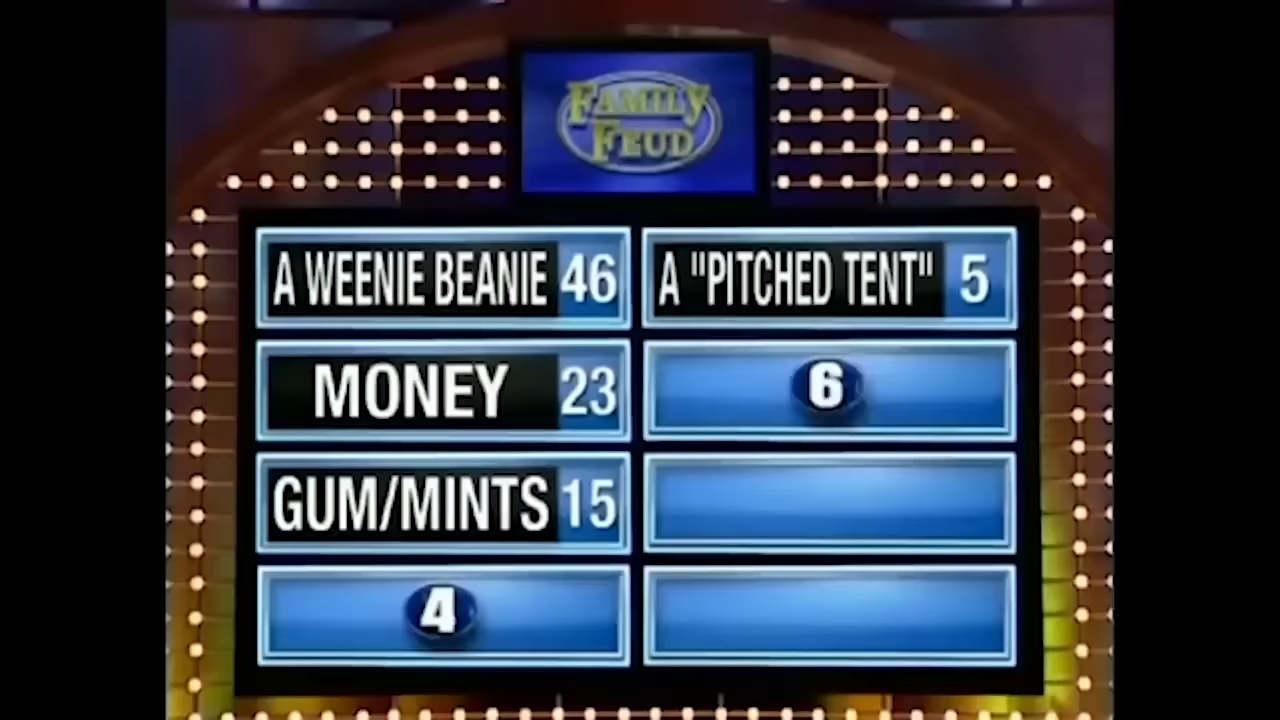 FAMILY
FEUD
A WEENIE BEANIE 46
MONEY 23
GUM/MINTS 15
4
A "PITCHED TENT" 5
6